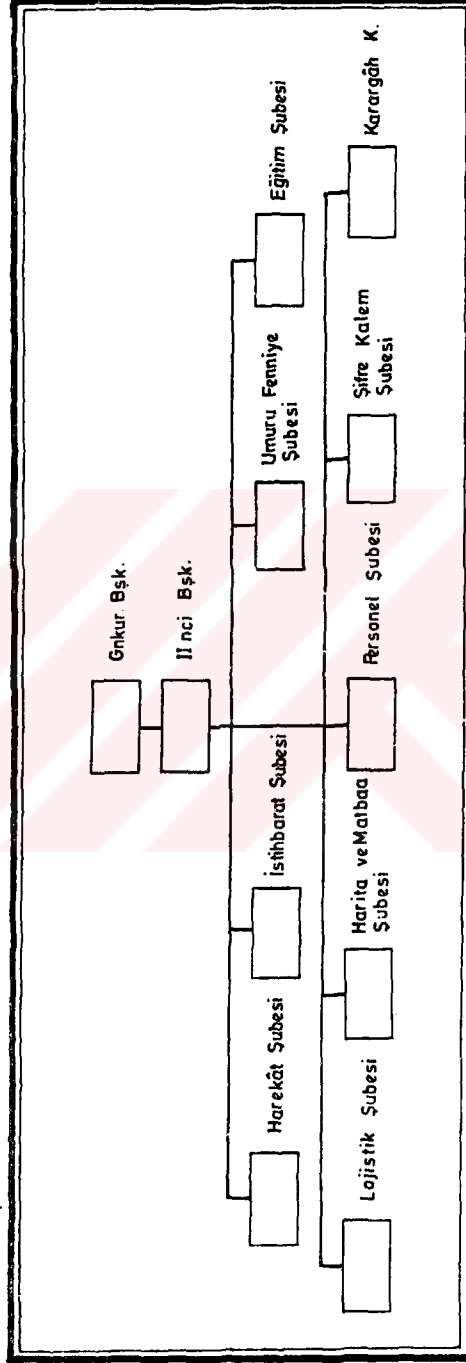 Gnkur. Bşk.
II nci Bşk.
Harekât Şubesi
İstihbarat Şubesi
Umuru Fenniye
Şubesi
Eğitim Şubesi
Lojistik Şubesi
Harita ve Matbaa
Şubesi
Personel Şubesi
Şifre Kalem
Şubesi
Karargâh K.